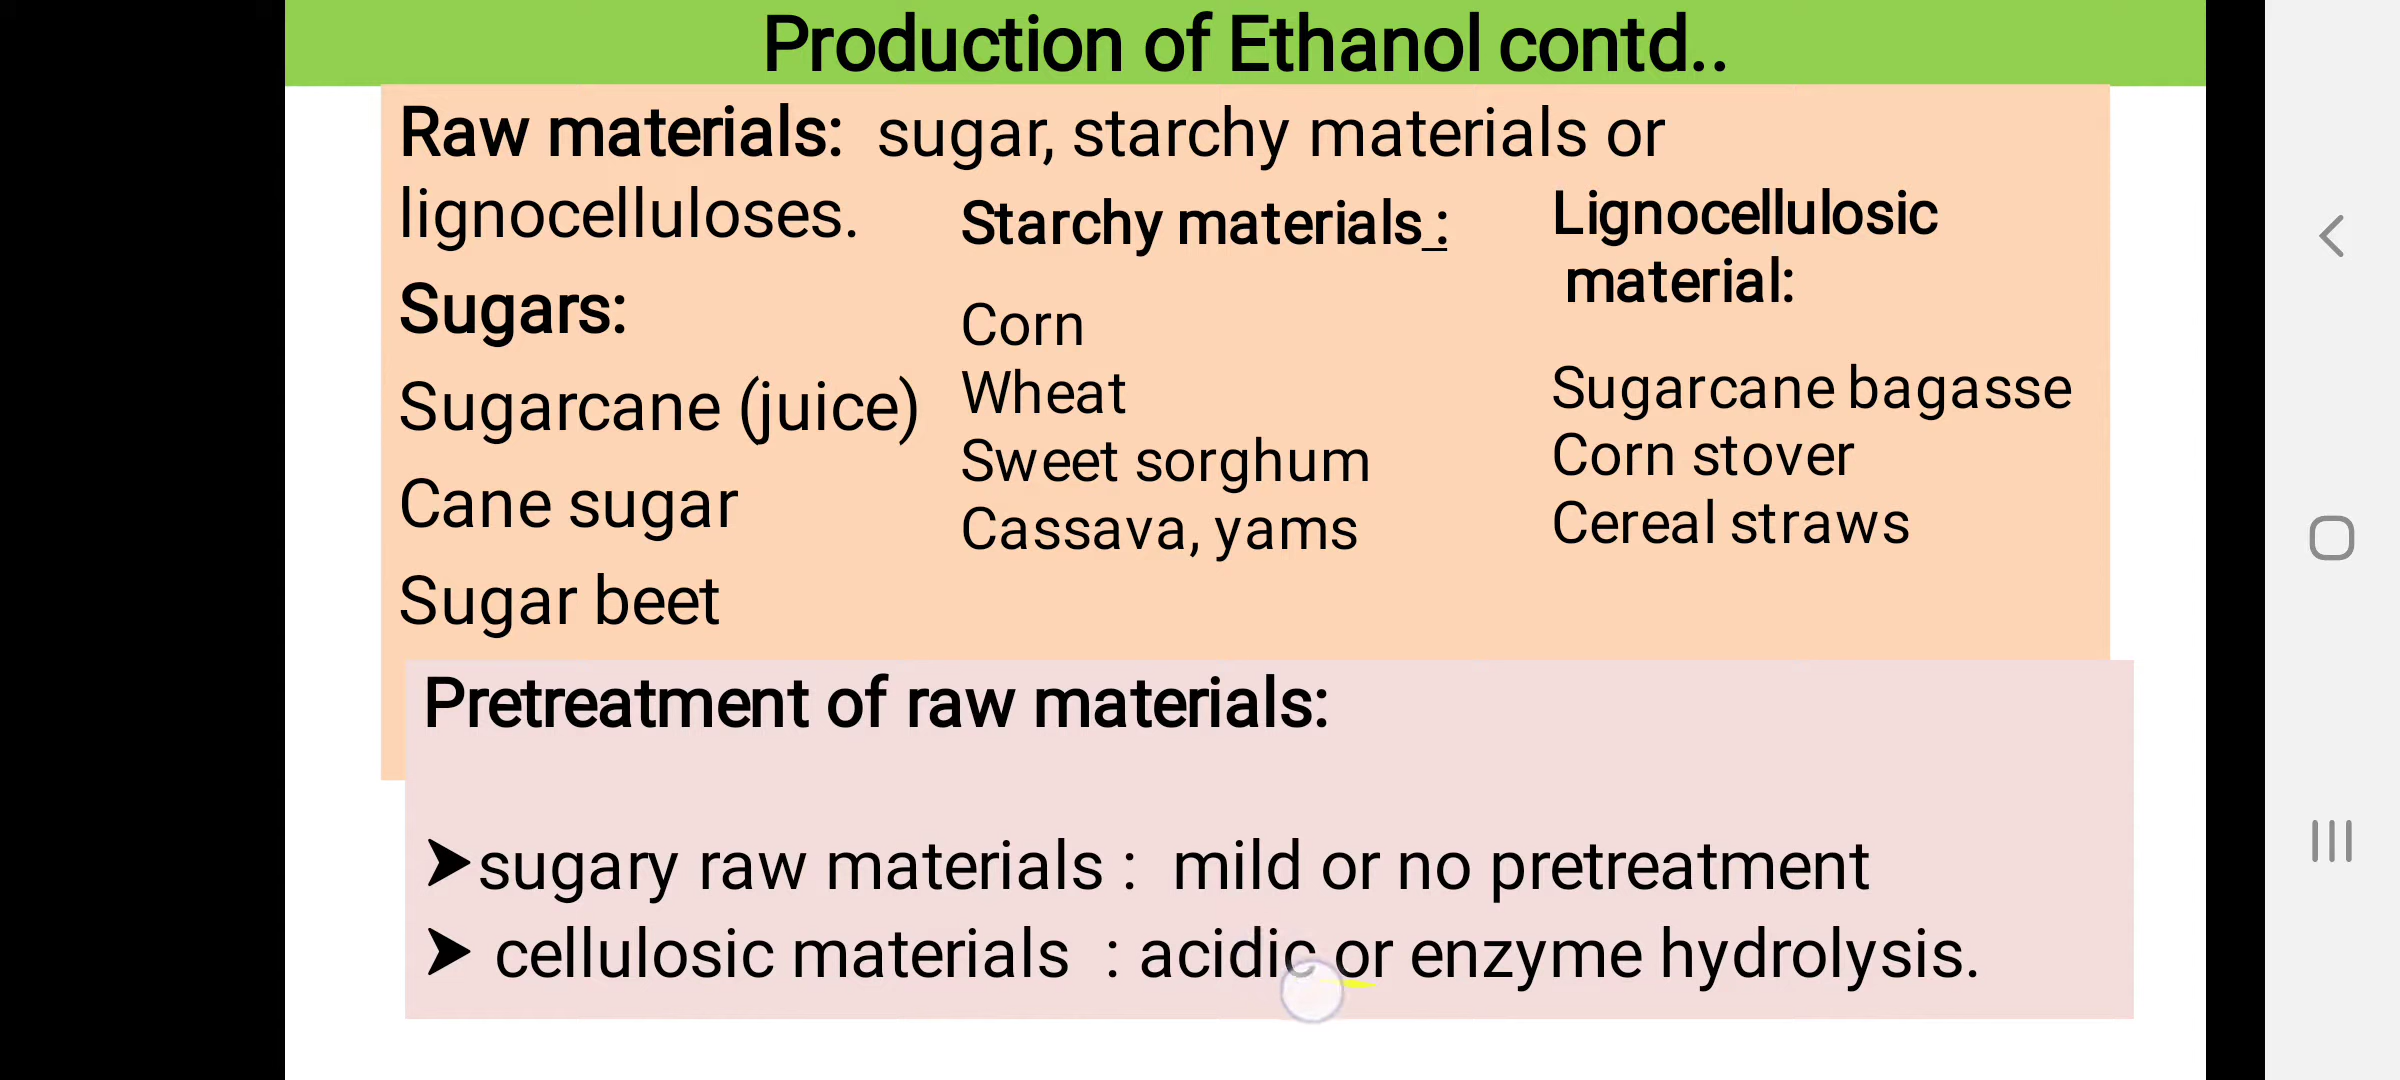 Production of Ethanol contd..
Raw materials: sugar, starchy materials or
lignocelluloses.
Sugars:
Sugarcane (juice)
Cane sugar
Sugar beet
Starchy materials :
Corn
Wheat
Sweet sorghum
Cassava, yams
Lignocellulosic
material:
Sugarcane bagasse
Corn stover
Cereal straws
Pretreatment of raw materials:
➤sugary raw materials : mild or no pretreatment
➤ cellulosic materials : acidic or enzyme hydrolysis.